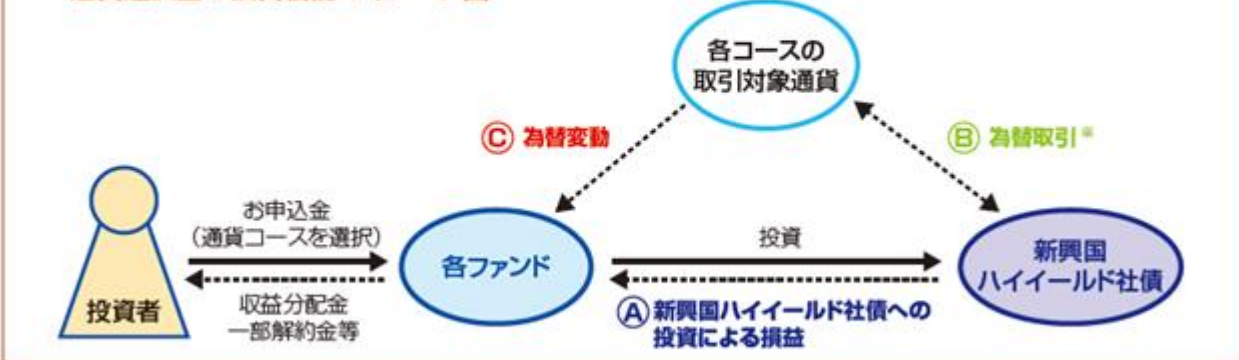 各コースの
取引対象通貨
Ⓒ 為替変動
Ⓑ 為替取引※
お申込金
(通貨コースを選択)
投資者
収益分配金
一部解約金等
各ファンド
投資
Ⓐ 新興国ハイイールド社債への
投資による損益
新興国
ハイイールド社債